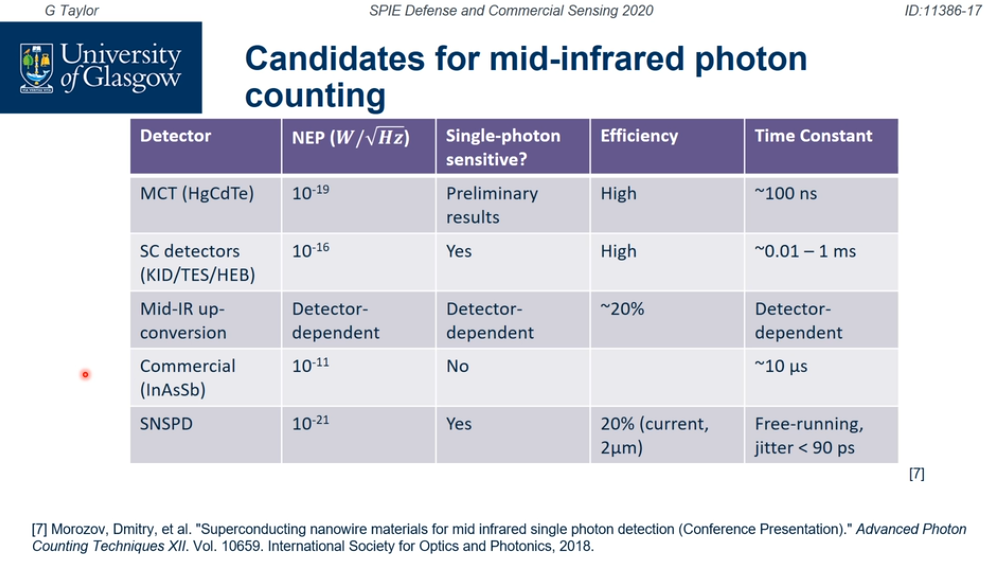 G Taylor
SPIE Defense and Commercial Sensing 2020
ID:11386-17
University
of Glasgow
Candidates for mid-infrared photon
counting
Detector
NEP (W/√Hz)
Single-photon
sensitive?
Efficiency
Time Constant
MCT (HgCdTe)
10⁻¹⁹
Preliminary
results
High
~100 ns
SC detectors
(KID/TES/HEB)
10⁻¹⁶
Yes
High
~0.01 – 1 ms
Mid-IR up-
conversion
Detector-
dependent
Detector-
dependent
~20%
Detector-
dependent
Commercial
(InAsSb)
10⁻¹¹
No
~10 µs
SNSPD
10⁻²¹
Yes
20% (current,
2µm)
Free-running,
jitter < 90 ps
[7]
[7] Morozov, Dmitry, et al. "Superconducting nanowire materials for mid infrared single photon detection (Conference Presentation)." Advanced Photon
Counting Techniques XII. Vol. 10659. International Society for Optics and Photonics, 2018.